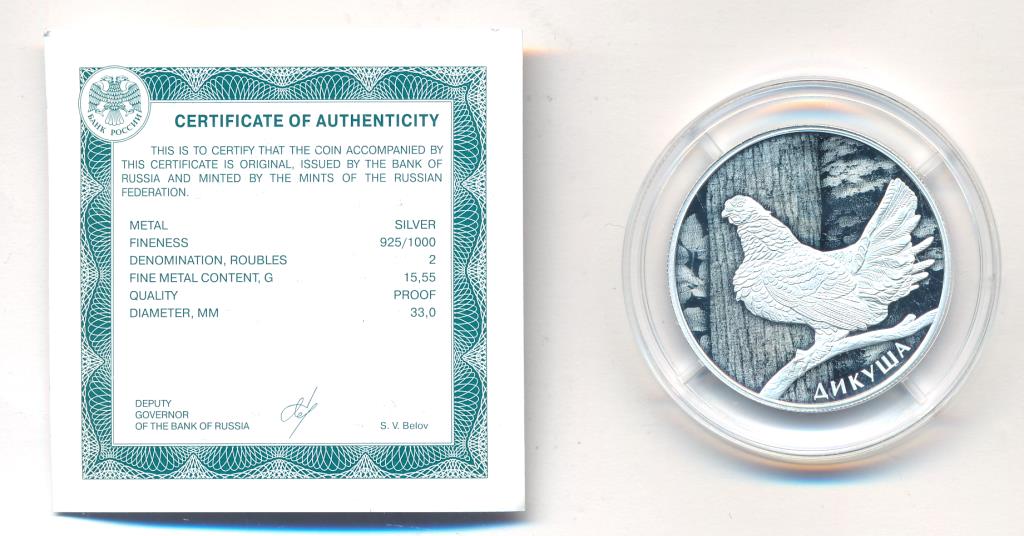 БАНК РОССИИ
CERTIFICATE OF AUTHENTICITY
THIS IS TO CERTIFY THAT THE COIN ACCOMPANIED BY
THIS CERTIFICATE IS ORIGINAL, ISSUED BY THE BANK OF
RUSSIA AND MINTED BY THE MINTS OF THE RUSSIAN
FEDERATION.
METAL SILVER
FINENESS 925/1000
DENOMINATION, ROUBLES 2
FINE METAL CONTENT, G 15,55
QUALITY PROOF
DIAMETER, MM 33,0
DEPUTY
GOVERNOR
OF THE BANK OF RUSSIA S. V. Belov
ДИКУША